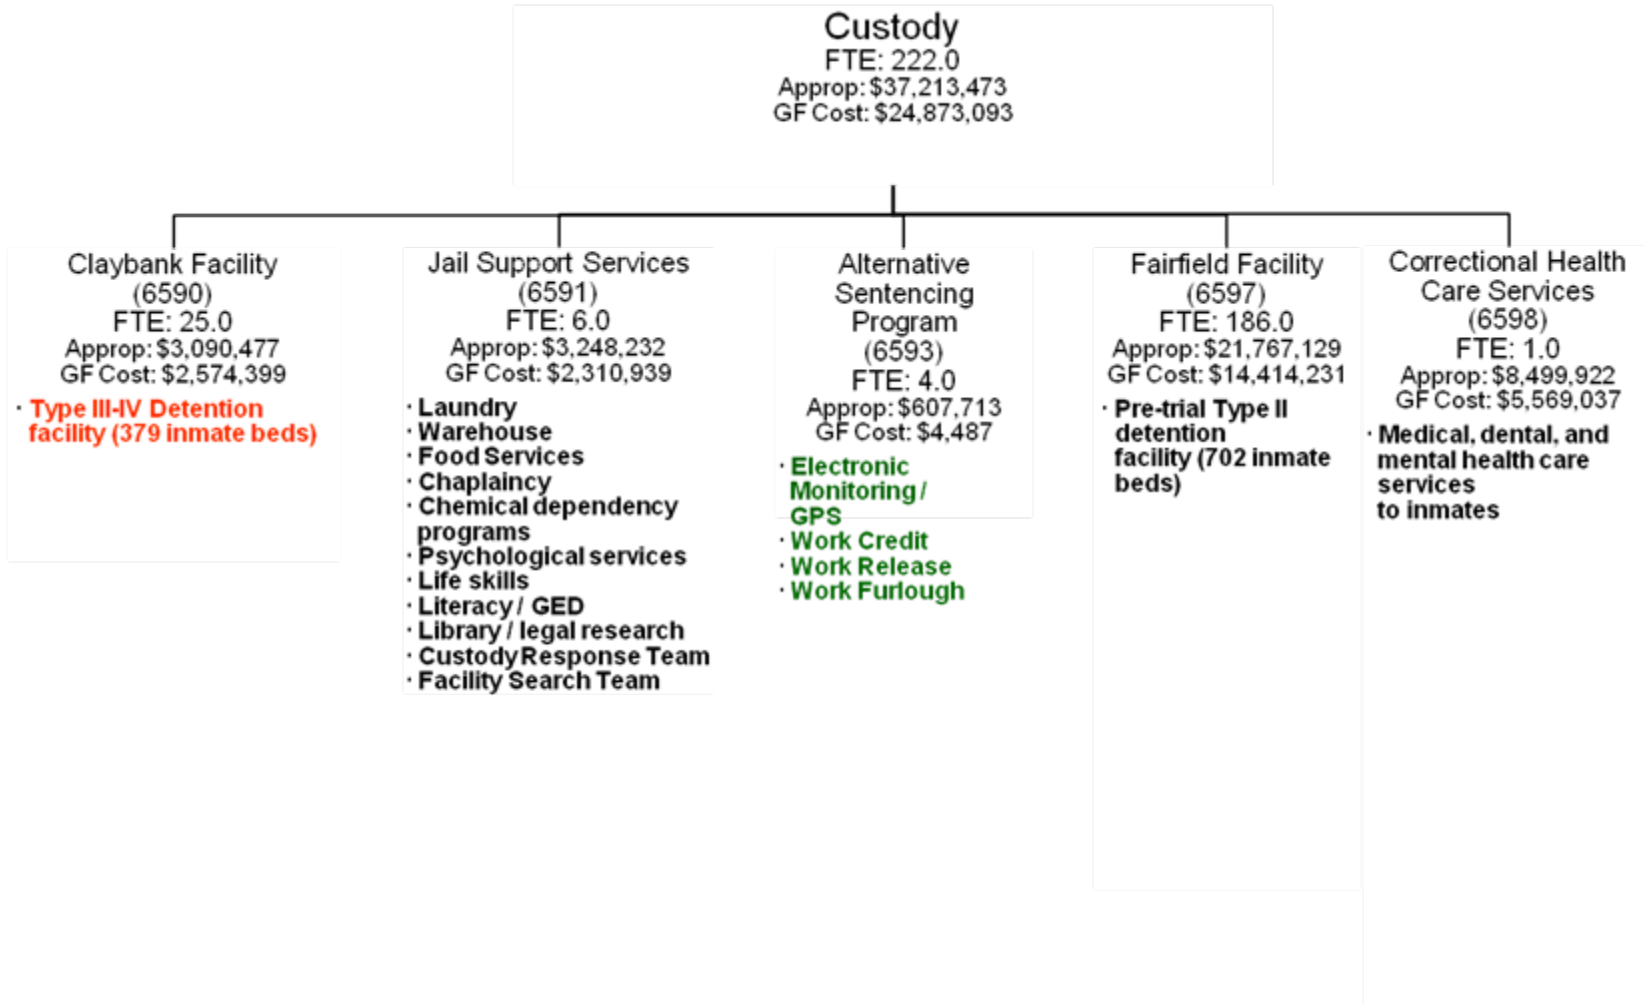 Custody
FTE: 222.0
Approp: $37,213,473
GF Cost: $24,873,093
Claybank Facility
(6590)
FTE: 25.0
Approp: $3,090,477
GF Cost: $2,574,399
· Type III-IV Detention
facility (379 inmate beds)
Jail Support Services
(6591)
FTE: 6.0
Approp: $3,248,232
GF Cost: $2,310,939
· Laundry
· Warehouse
· Food Services
· Chaplaincy
· Chemical dependency
programs
· Psychological services
· Life skills
· Literacy / GED
· Library / legal research
· Custody Response Team
· Facility Search Team
Alternative
Sentencing
Program
(6593)
FTE: 4.0
Approp: $607,713
GF Cost: $4,487
· Electronic
Monitoring /
GPS
· Work Credit
· Work Release
· Work Furlough
Fairfield Facility
(6597)
FTE: 186.0
Approp: $21,767,129
GF Cost: $14,414,231
· Pre-trial Type II
detention
facility (702 inmate
beds)
Correctional Health
Care Services
(6598)
FTE: 1.0
Approp: $8,499,922
GF Cost: $5,569,037
· Medical, dental, and
mental health care
services
to inmates